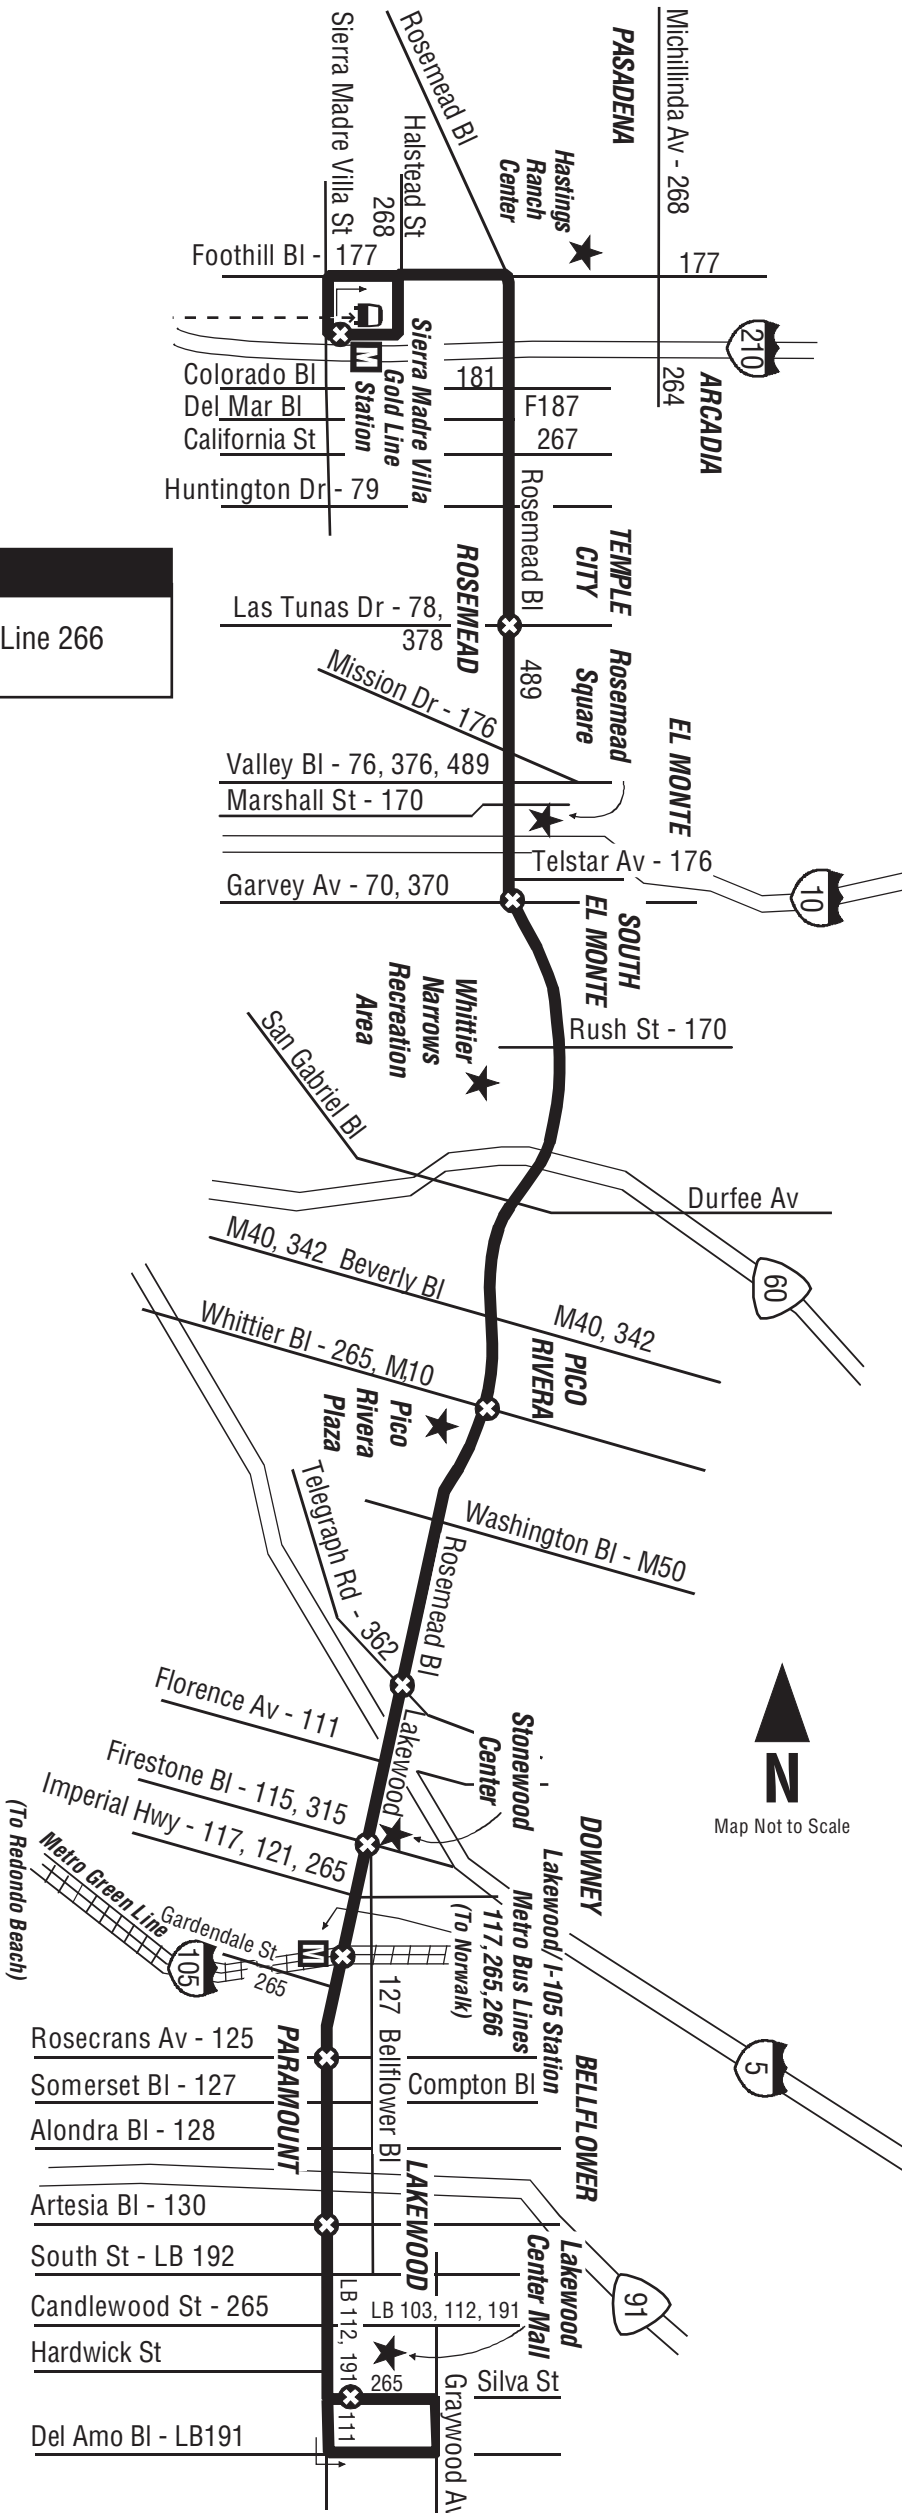 Michillinda Av - 268
PASADENA
Rosemead Bl
Sierra Madre Villa St
Halstead St
268
Hastings
Ranch
Center
Foothill Bl - 177
177
210
Sierra Madre Villa
Gold Line
Station
M
264
ARCADIA
Colorado Bl
181
Del Mar Bl
F187
California St
267
Huntington Dr - 79
Rosemead Bl
TEMPLE
CITY
ROSEMEAD
Line 266
Las Tunas Dr - 78,
378
489
Mission Dr - 176
Rosemead
Square
EL MONTE
Valley Bl - 76, 376, 489
Marshall St - 170
Telstar Av - 176
Garvey Av - 70, 370
10
SOUTH
EL MONTE
Whittier
Narrows
Recreation
Area
Rush St - 170
San Gabriel Bl
Durfee Av
60
M40, 342 Beverly Bl
M40, 342
Whittier Bl - 265, M10
PICO
RIVERA
Pico
Rivera
Plaza
Telegraph Rd - 362
Washington Bl - M50
Rosemead Bl
Florence Av - 111
Lakewood
Stonewood
Center
N
Map Not to Scale
Firestone Bl - 115, 315
Imperial Hwy - 117, 121, 265
DOWNEY
Lakewood/I-105 Station
Metro Bus Lines
117,265,266
(To Norwalk)
(To Redondo Beach)
Metro Green Line
Gardendale St
265
105
M
5
127 Bellflower Bl
BELLFLOWER
Rosecrans Av - 125
PARAMOUNT
Somerset Bl - 127
Compton Bl
Alondra Bl - 128
Artesia Bl - 130
LAKEWOOD
South St - LB 192
Lakewood
Center Mall
91
Candlewood St - 265
LB 103, 112, 191
LB 112, 191
Hardwick St
265
Silva St
111
Graywood Av
Del Amo Bl - LB191